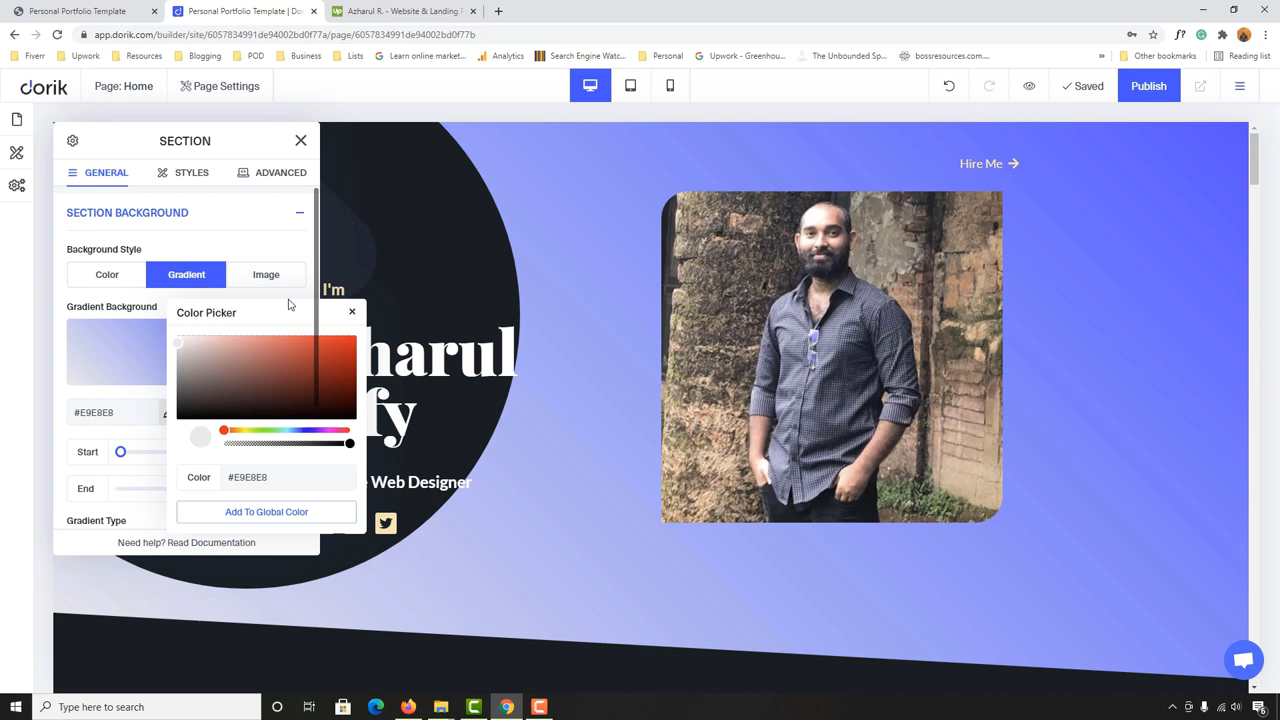 Personal Portfolio Template
Personal Portfolio Template | Do
Azharul R. - Website & Landing P
app.dorik.com/builder/site/6057834991de94002bd0f77a/page/6057834991de94002bd0f77b
Fiverr
Upwork
Resources
Blogging
POD
Business
Lists
Learn online market...
Analytics
Search Engine Watc...
Personal
Upwork - Greenhou...
The Unbounded Sp...
bossresources.com...
»
Other bookmarks
Reading list
dorik
Page: Home
Page Settings
Saved
Publish
SECTION
GENERAL
STYLES
ADVANCED
SECTION BACKGROUND
Background Style
Color
Gradient
Image
Gradient Background
Color Picker
#E9E8E8
Start
End
Color
#E9E8E8
Add To Global Color
Gradient Type
Need help? Read Documentation
Hire Me
I'm
harul
fy
Web Designer
Type here to search